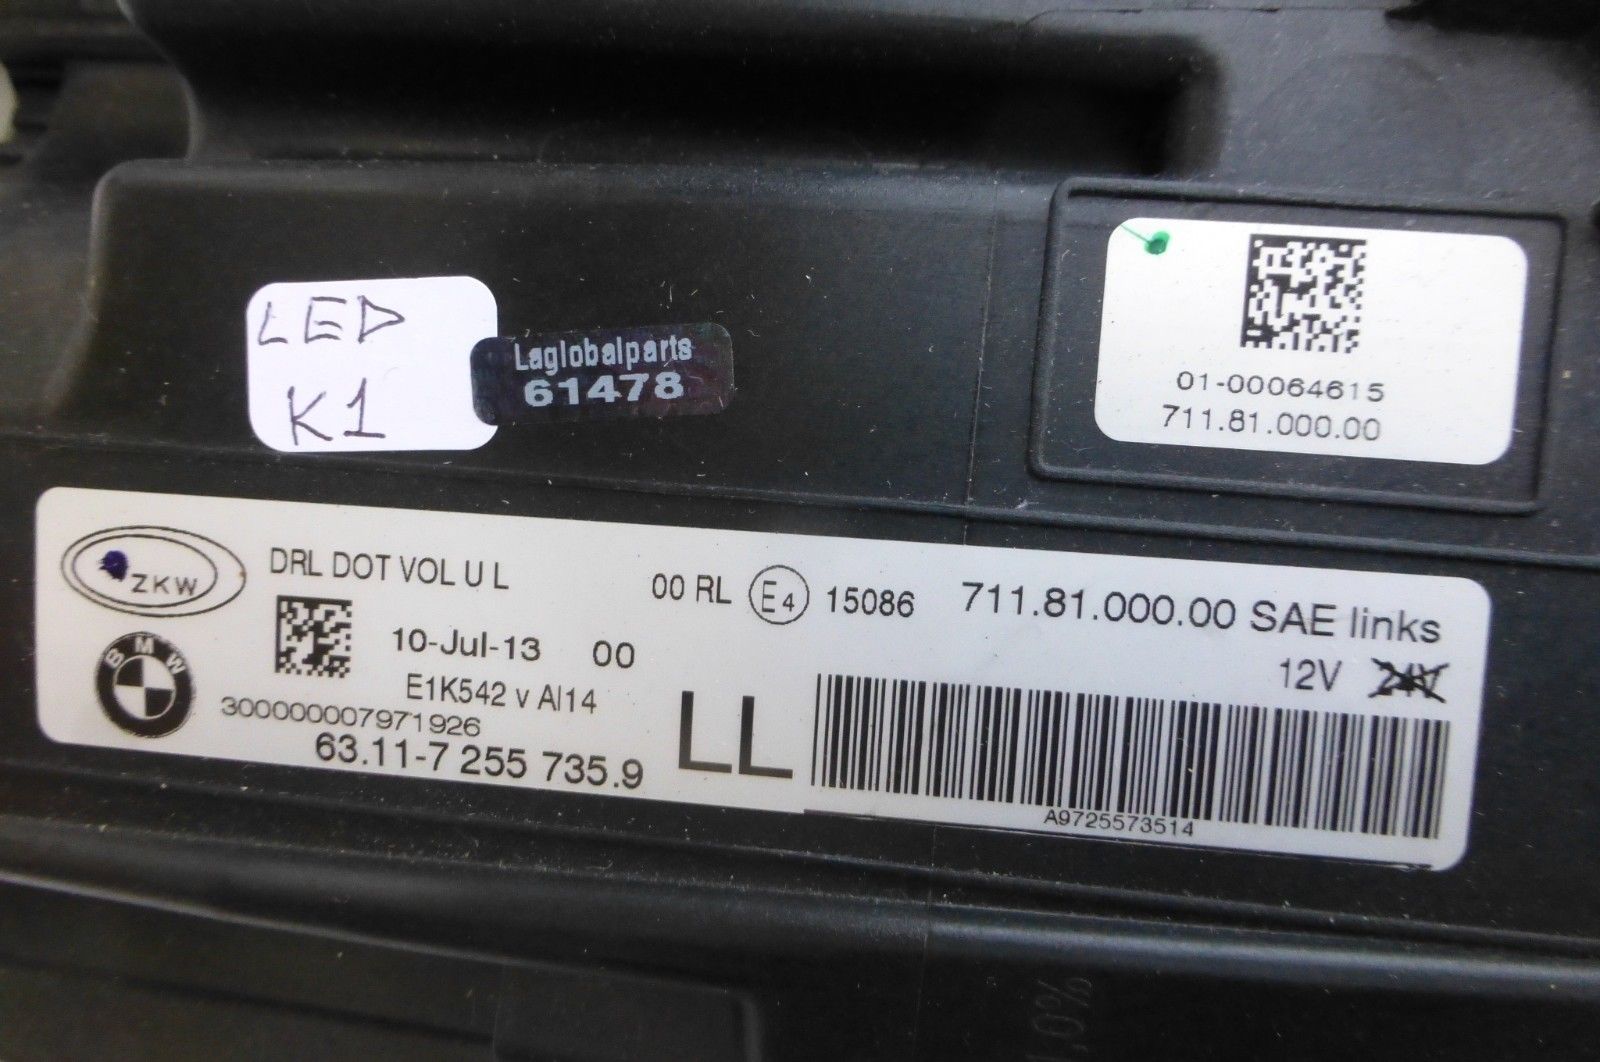 LED
K1
Laglobalparts
61478
01-00064615
711.81.000.00
ZKW
DRL DOT VOL U L
00 RL E4 15086
711.81.000.00 SAE links
12V 24V
10-Jul-13 00
E1K542 v AI14
BMW
300000007971926
63.11-7 255 735.9
LL
A9725573514
10%